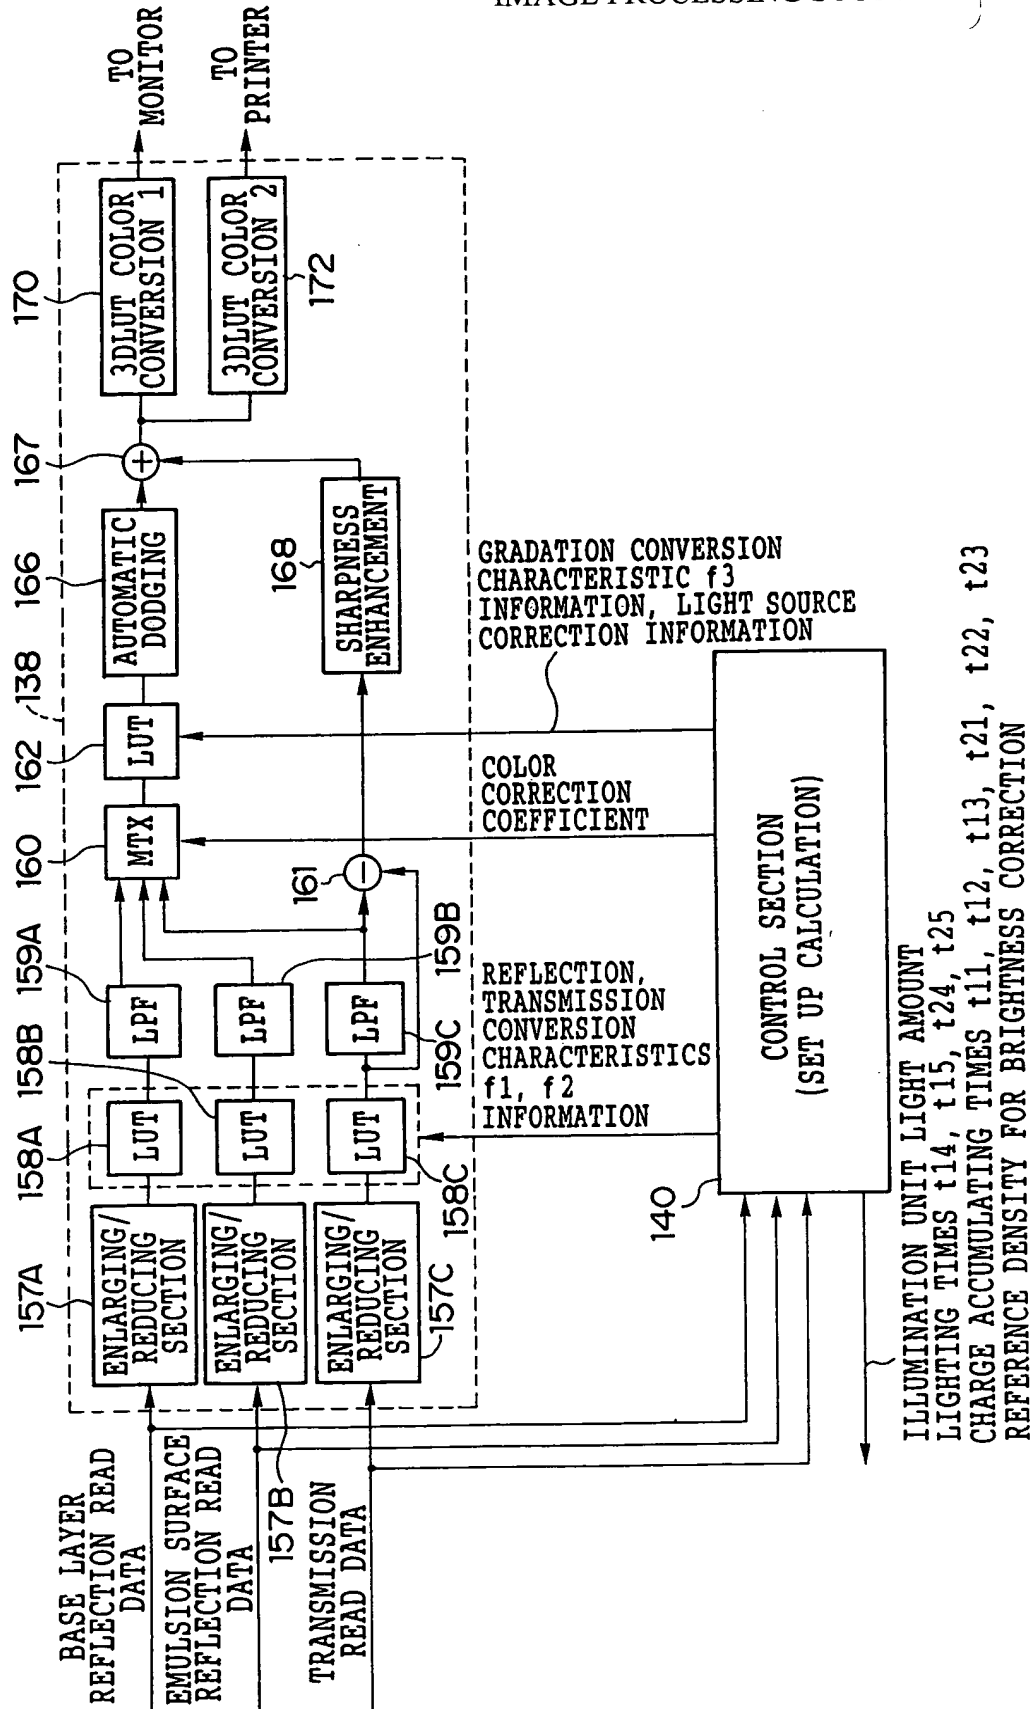 IMAGE PROCESSING
TO
MONITOR
TO
PRINTER
170
3DLUT COLOR
CONVERSION 1
3DLUT COLOR
CONVERSION 2
172
167
+
166
AUTOMATIC
DODGING
168
SHARPNESS
ENHANCEMENT
138
162
LUT
160
MTX
161
−
159A
LPF
LPF
159B
LPF
159C
158A
LUT
158B
LUT
LUT
158C
157A
ENLARGING/
REDUCING
SECTION
ENLARGING/
REDUCING
SECTION
157B
ENLARGING/
REDUCING
SECTION
157C
BASE LAYER
REFLECTION READ
DATA
EMULSION SURFACE
REFLECTION READ
DATA
TRANSMISSION
READ DATA
GRADATION CONVERSION
CHARACTERISTIC f3
INFORMATION, LIGHT SOURCE
CORRECTION INFORMATION
COLOR
CORRECTION
COEFFICIENT
REFLECTION,
TRANSMISSION
CONVERSION
CHARACTERISTICS
f1, f2
INFORMATION
140
CONTROL SECTION
(SET UP CALCULATION)
ILLUMINATION UNIT LIGHT AMOUNT
LIGHTING TIMES t14, t15, t24, t25
CHARGE ACCUMULATING TIMES t11, t12, t13, t21, t22, t23
REFERENCE DENSITY FOR BRIGHTNESS CORRECTION